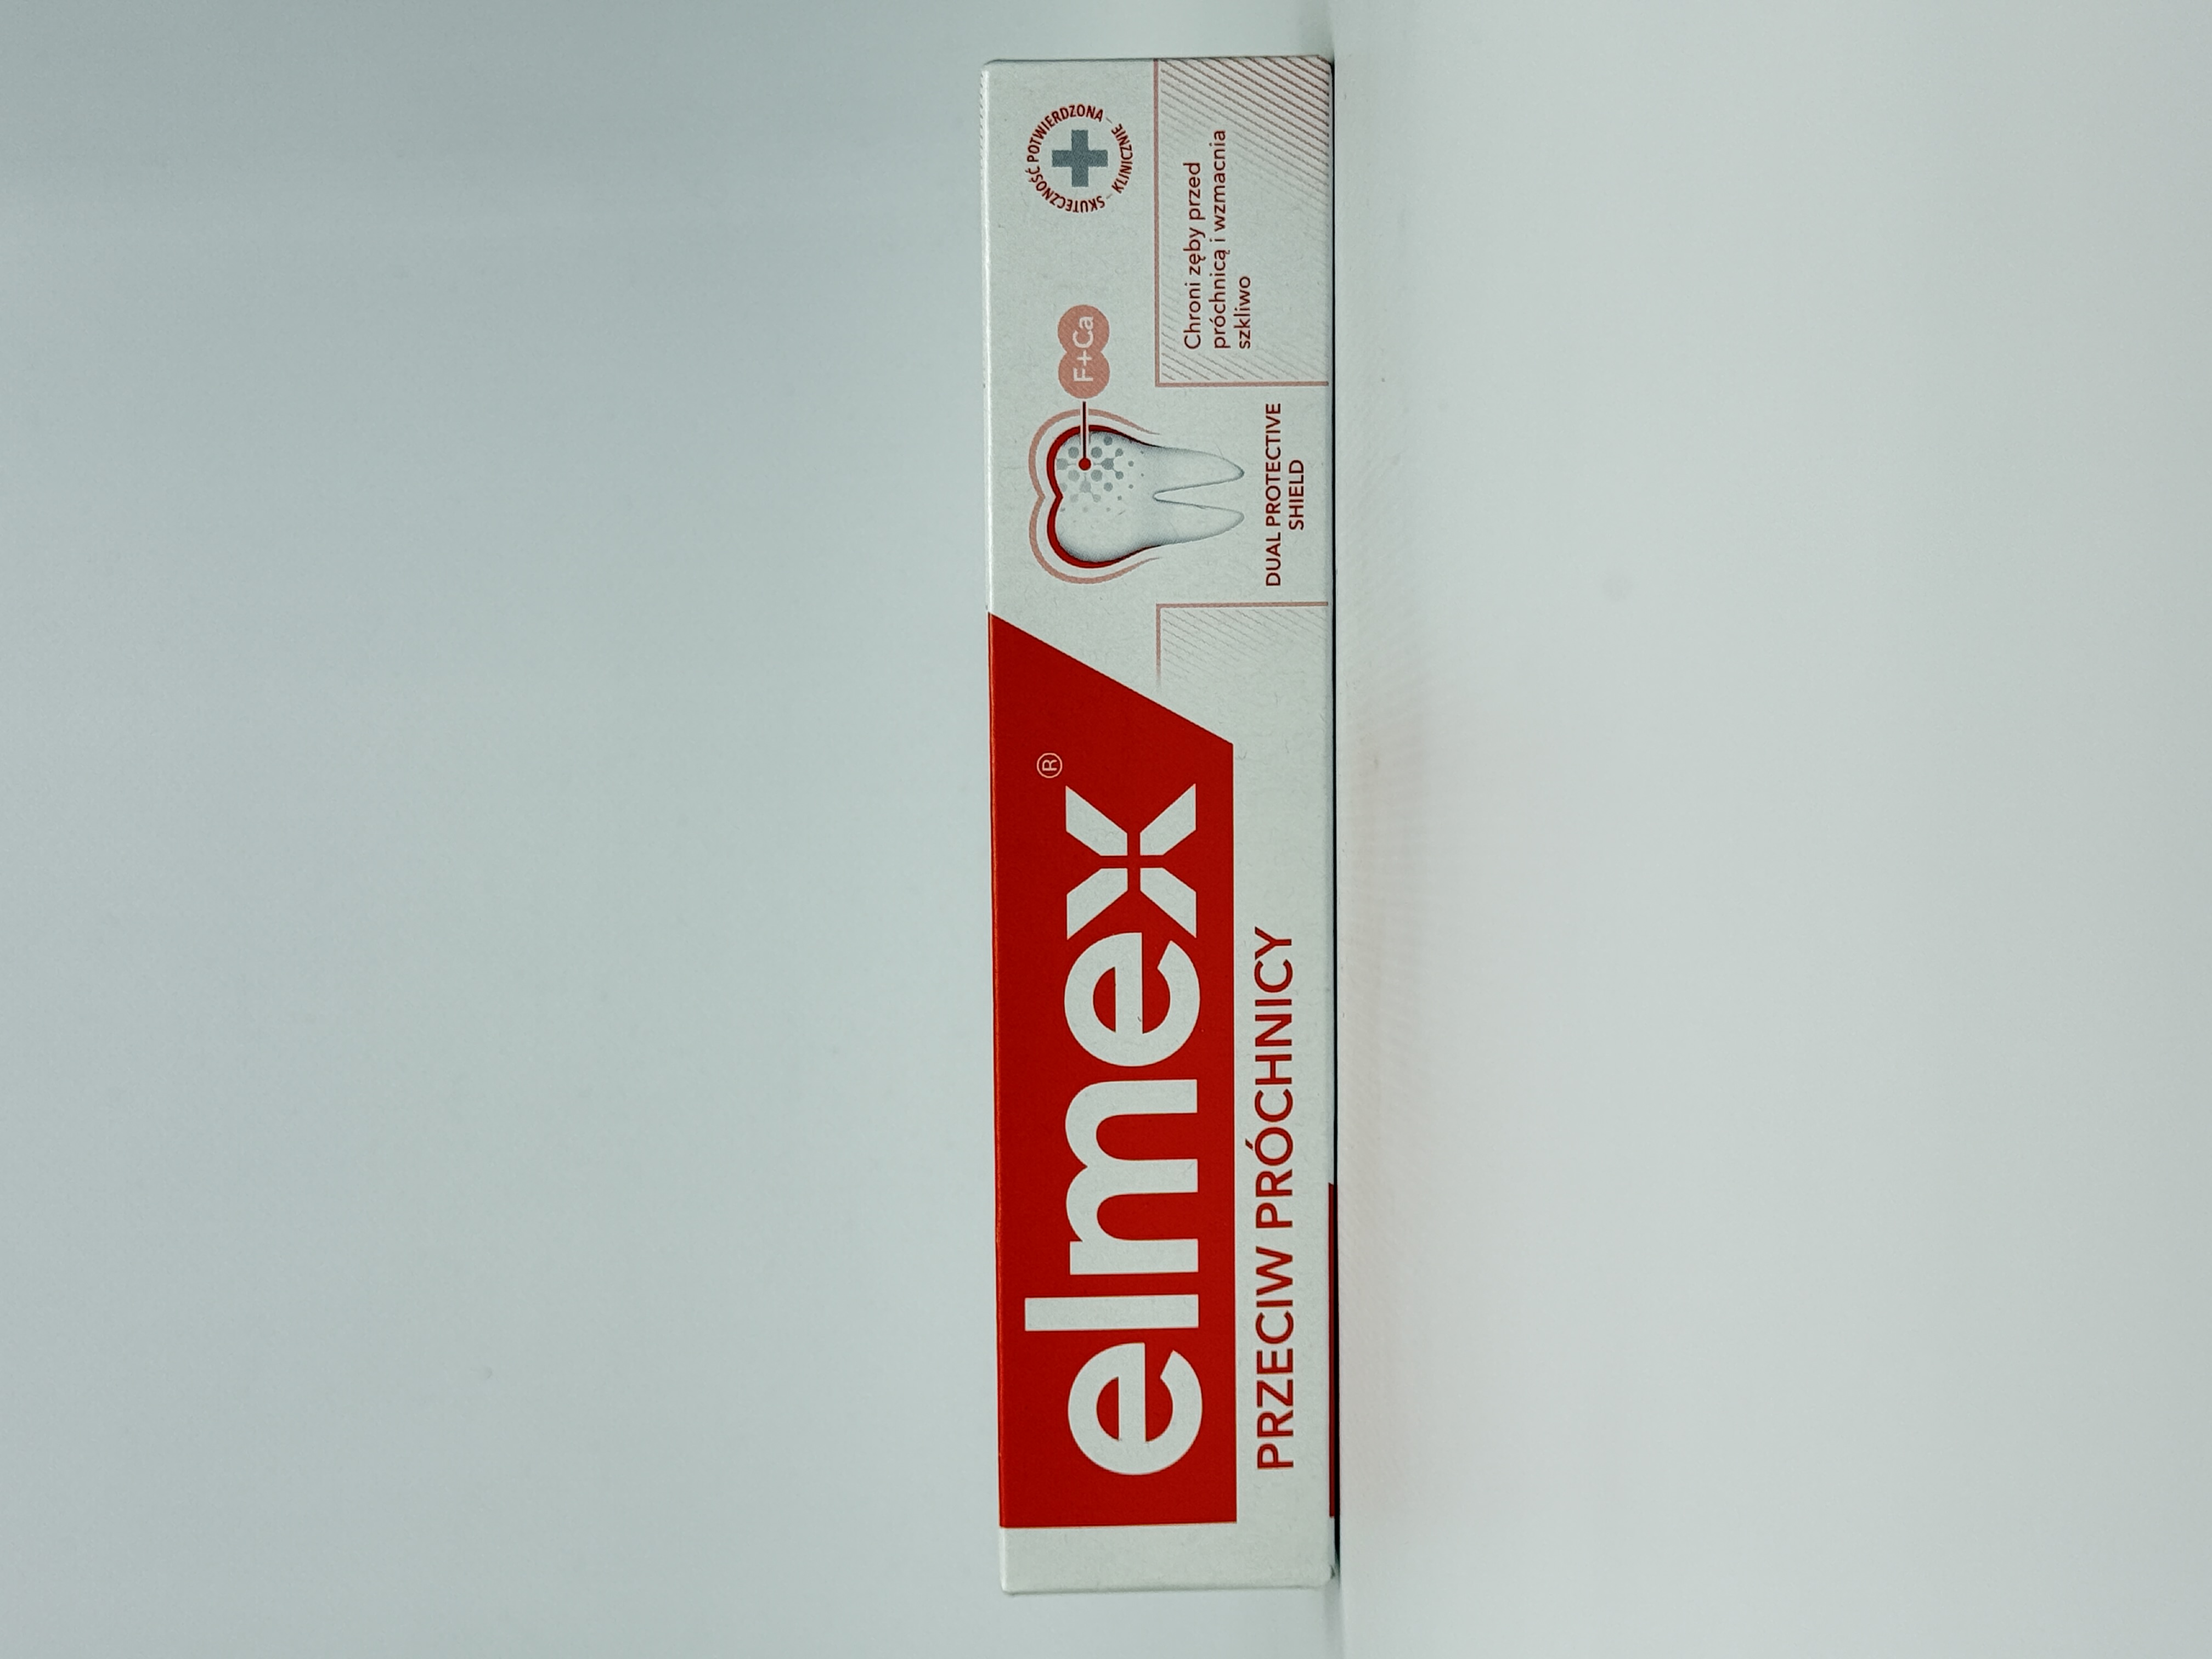 elmex®
PRZECIW PRÓCHNICY
F+Ca
DUAL PROTECTIVE
SHIELD
SKUTECZNOŚĆ POTWIERDZONA – KLINICZNIE –
Chroni zęby przed
próchnicą i wzmacnia
szkliwo